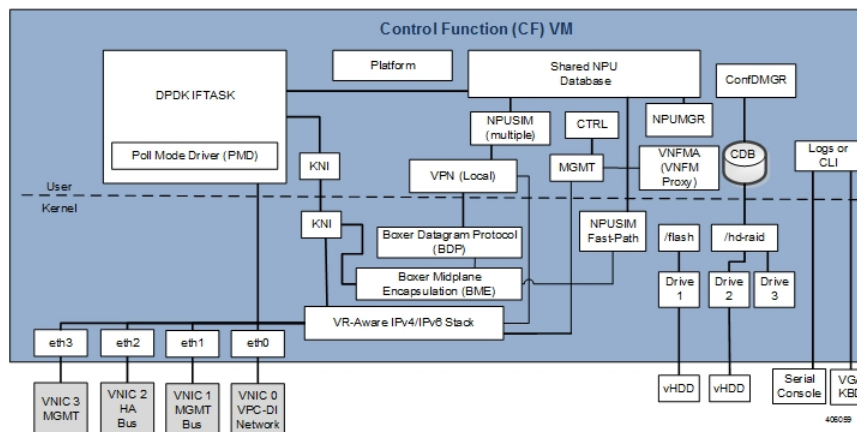 Control Function (CF) VM
Platform
Shared NPU
Database
ConfDMGR
DPDK IFTASK
Poll Mode Driver (PMD)
NPUSIM
(multiple)
CTRL
NPUMGR
KNI
VPN (Local)
MGMT
VNFMA
(VNFM
Proxy)
CDB
Logs or
CLI
User
Kernel
KNI
Boxer Datagram Protocol
(BDP)
NPUSIM
Fast-Path
/flash
/hd-raid
Boxer Midplane
Encapsulation (BME)
Drive
1
Drive
2
Drive
3
VR-Aware IPv4/IPv6 Stack
eth3
eth2
eth1
eth0
VNIC 3
MGMT
VNIC 2
HA
Bus
VNIC 1
MGMT
Bus
VNIC 0
VPC-DI
Network
vHDD
vHDD
Serial
Console
VGA
KBD
406059